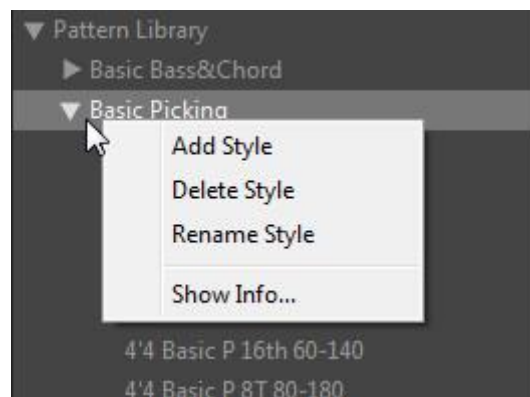 Pattern Library
Basic Bass&Chord
Basic Picking
Add Style
Delete Style
Rename Style
Show Info...
4'4 Basic P 16th 60-140
4'4 Basic P 8T 80-180